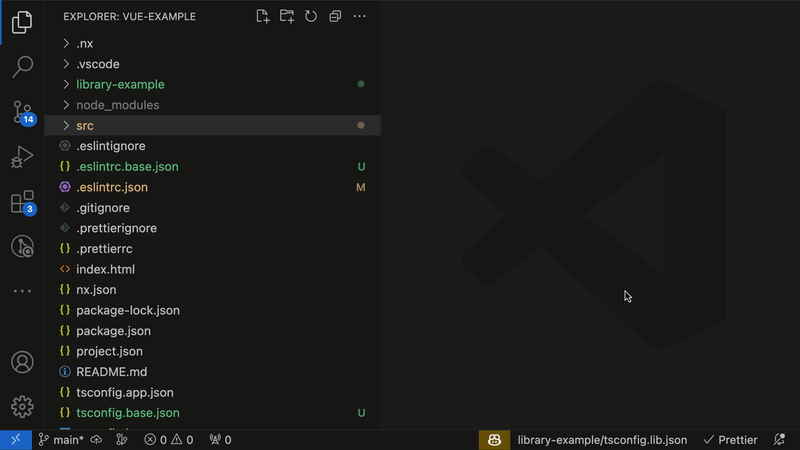 EXPLORER: VUE-EXAMPLE
.nx
.vscode
library-example
node_modules
src
.eslintignore
.eslintrc.base.json U
.eslintrc.json M
.gitignore
.prettierignore
.prettierrc
index.html
nx.json
package-lock.json
package.json
project.json
README.md
tsconfig.app.json
tsconfig.base.json U
14
3
main* 0 0 0 library-example/tsconfig.lib.json Prettier